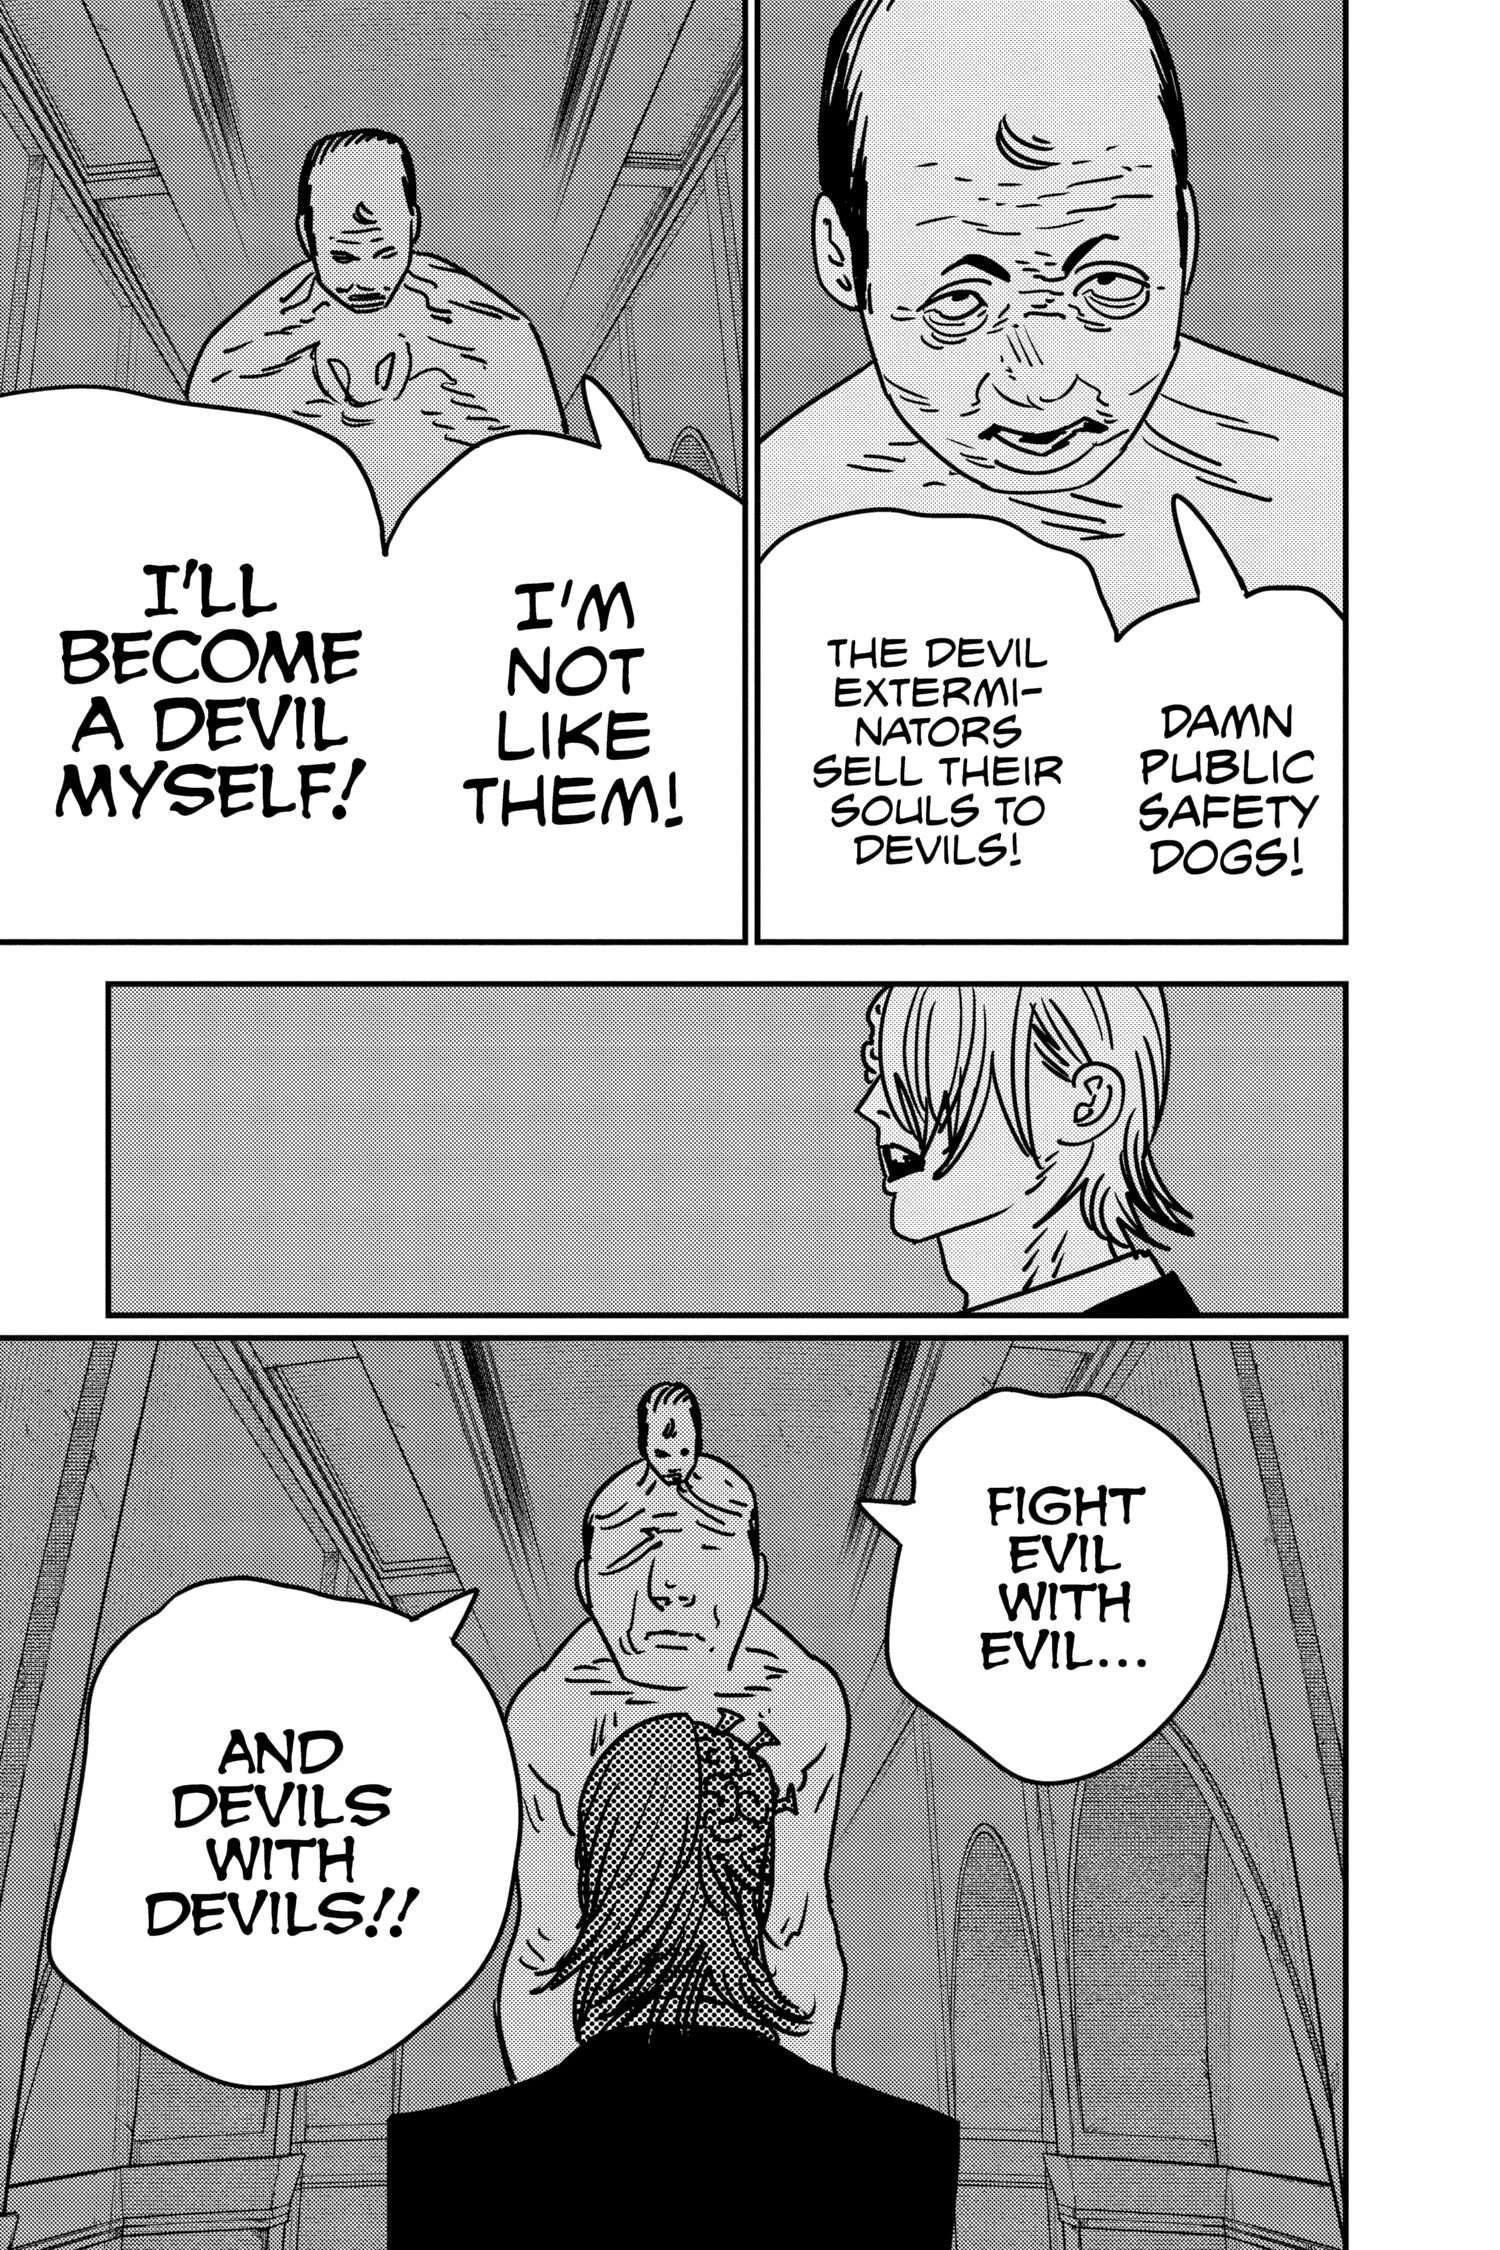 DAMN
PUBLIC
SAFETY
DOGS!
THE DEVIL
EXTERMI-
NATORS
SELL THEIR
SOULS TO
DEVILS!
I'M
NOT
LIKE
THEM!
I'LL
BECOME
A DEVIL
MYSELF!
FIGHT
EVIL
WITH
EVIL...
AND
DEVILS
WITH
DEVILS!!